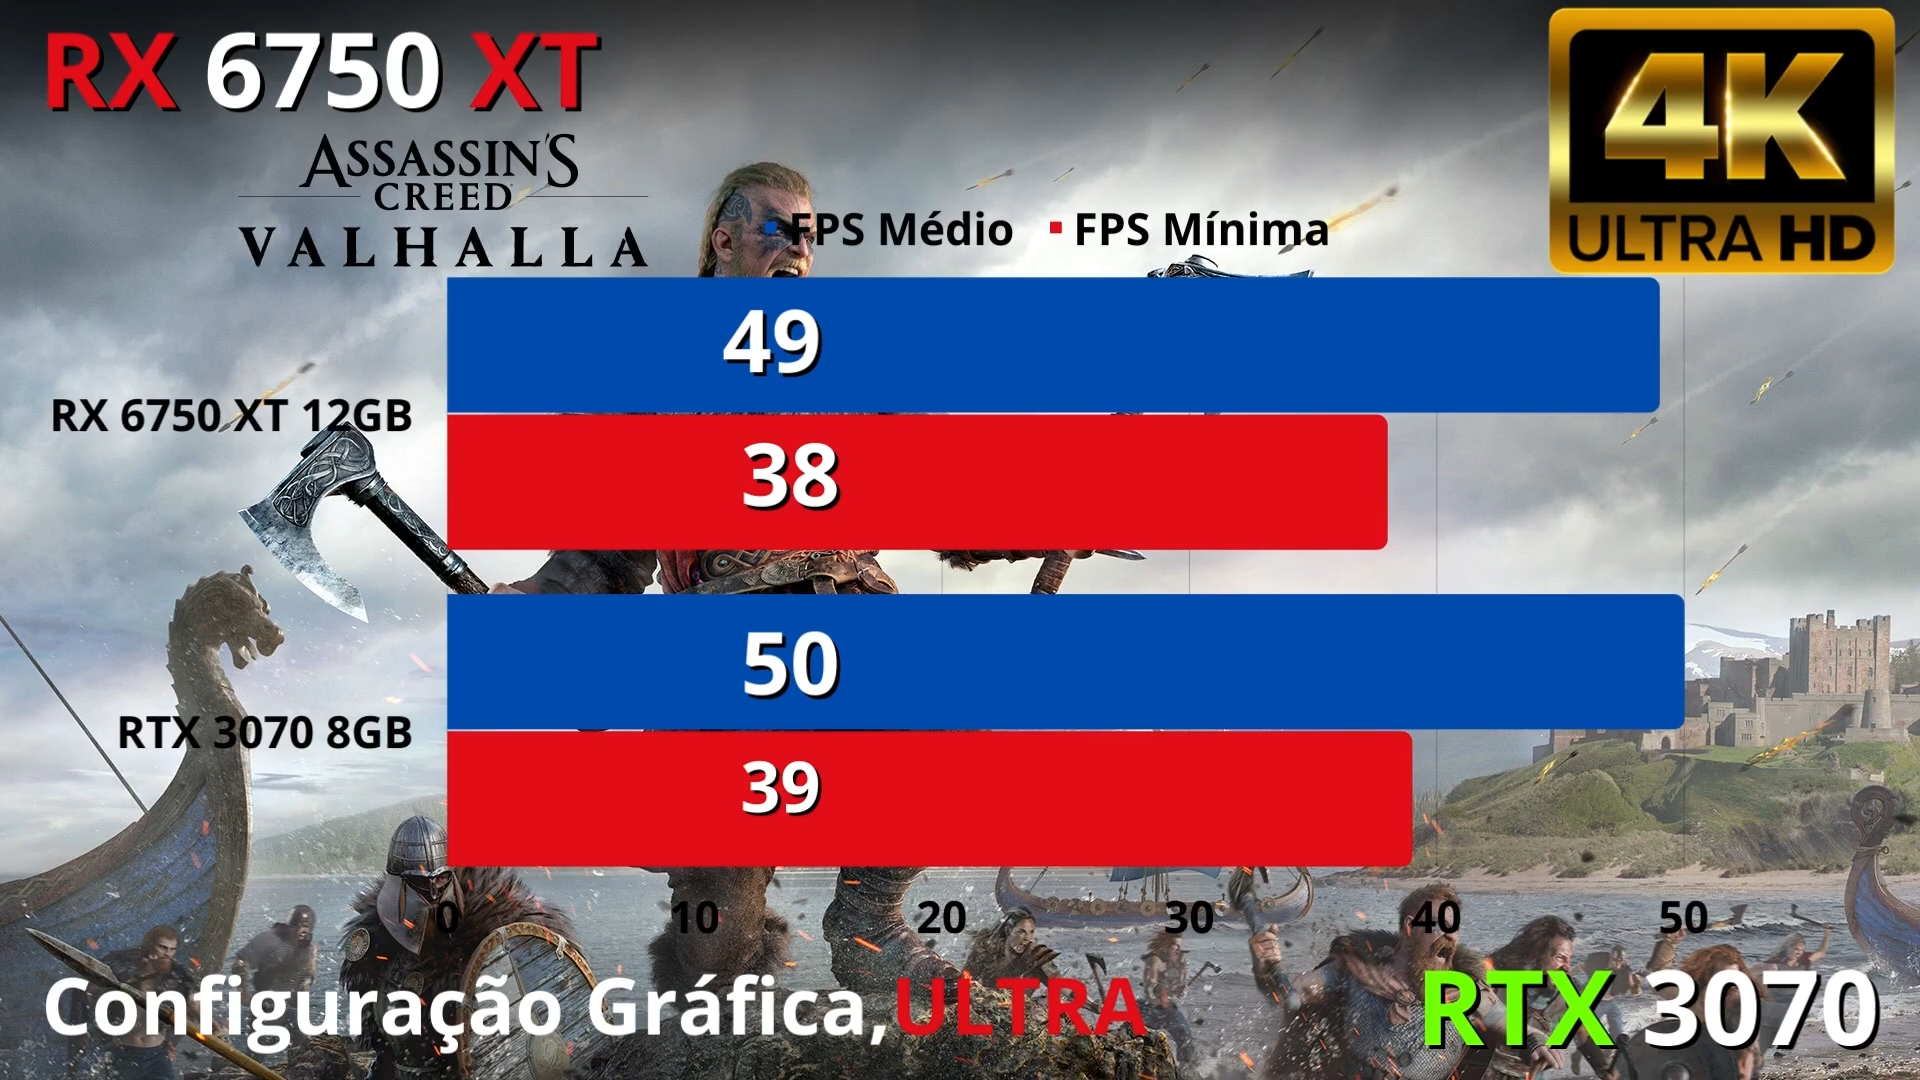 RX 6750 XT
4K
ULTRA HD
ASSASSIN'S
CREED
VALHALLA
FPS Médio FPS Mínima
49
RX 6750 XT 12GB
38
50
RTX 3070 8GB
39
0 10 20 30 40 50
Configuração Gráfica,ULTRA
RTX 3070